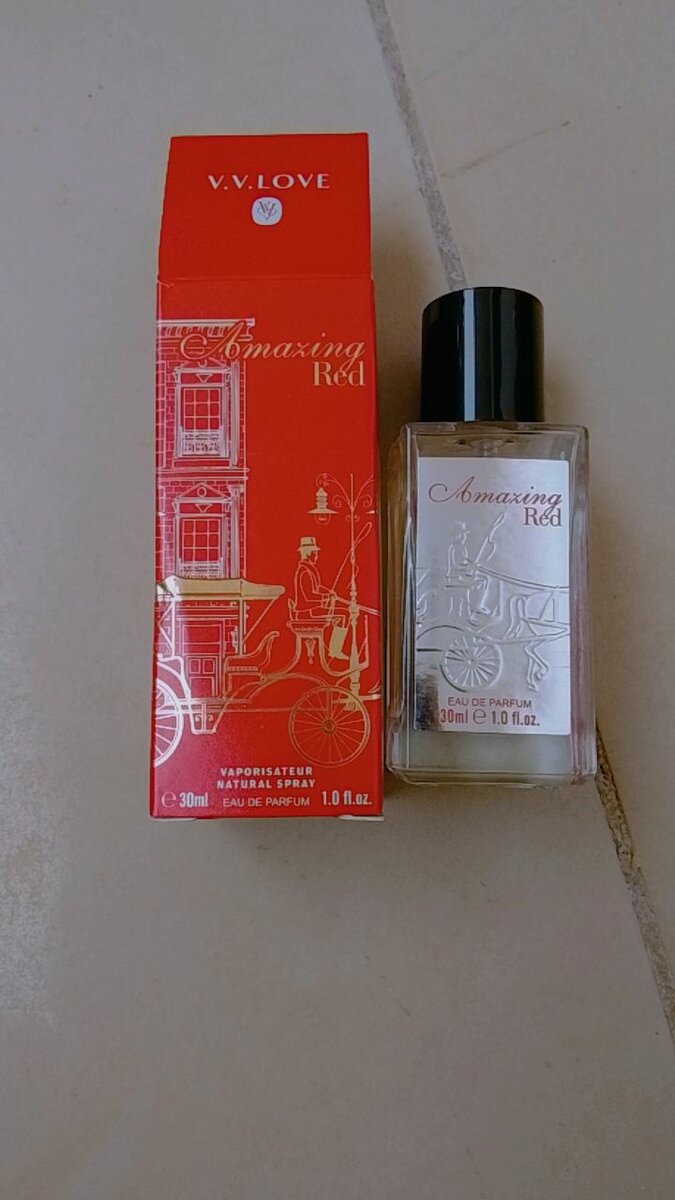 V.V.LOVE
Amazing
Red
VAPORISATEUR
NATURAL SPRAY
℮ 30ml EAU DE PARFUM 1.0 fl.oz.
Amazing
Red
EAU DE PARFUM
30ml ℮ 1.0 fl.oz.